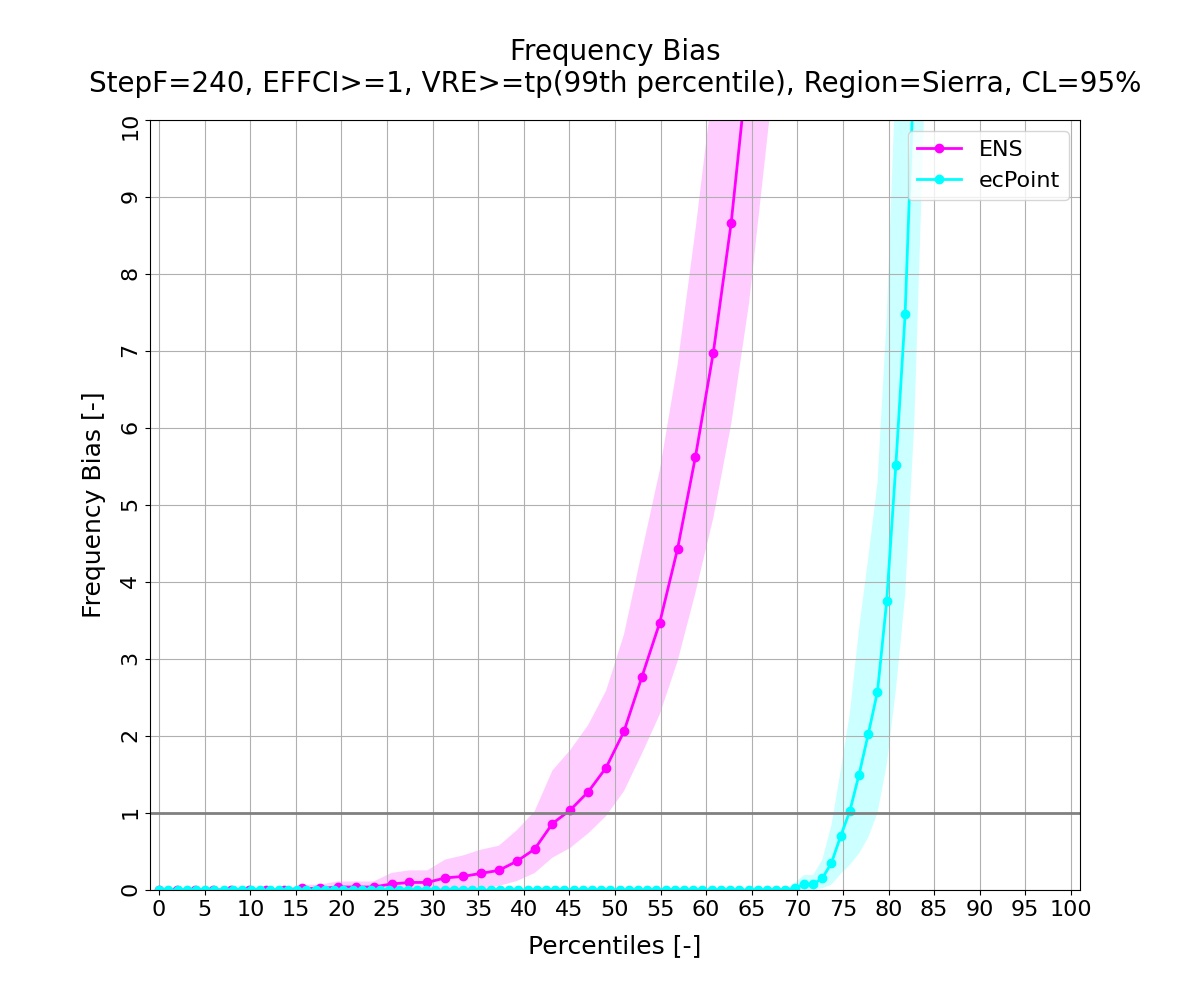 Frequency Bias
StepF=240, EFFCI>=1, VRE>=tp(99th percentile), Region=Sierra, CL=95%
ENS
ecPoint
Frequency Bias [-]
10
9
8
7
6
5
4
3
2
1
0
0 5 10 15 20 25 30 35 40 45 50 55 60 65 70 75 80 85 90 95 100
Percentiles [-]